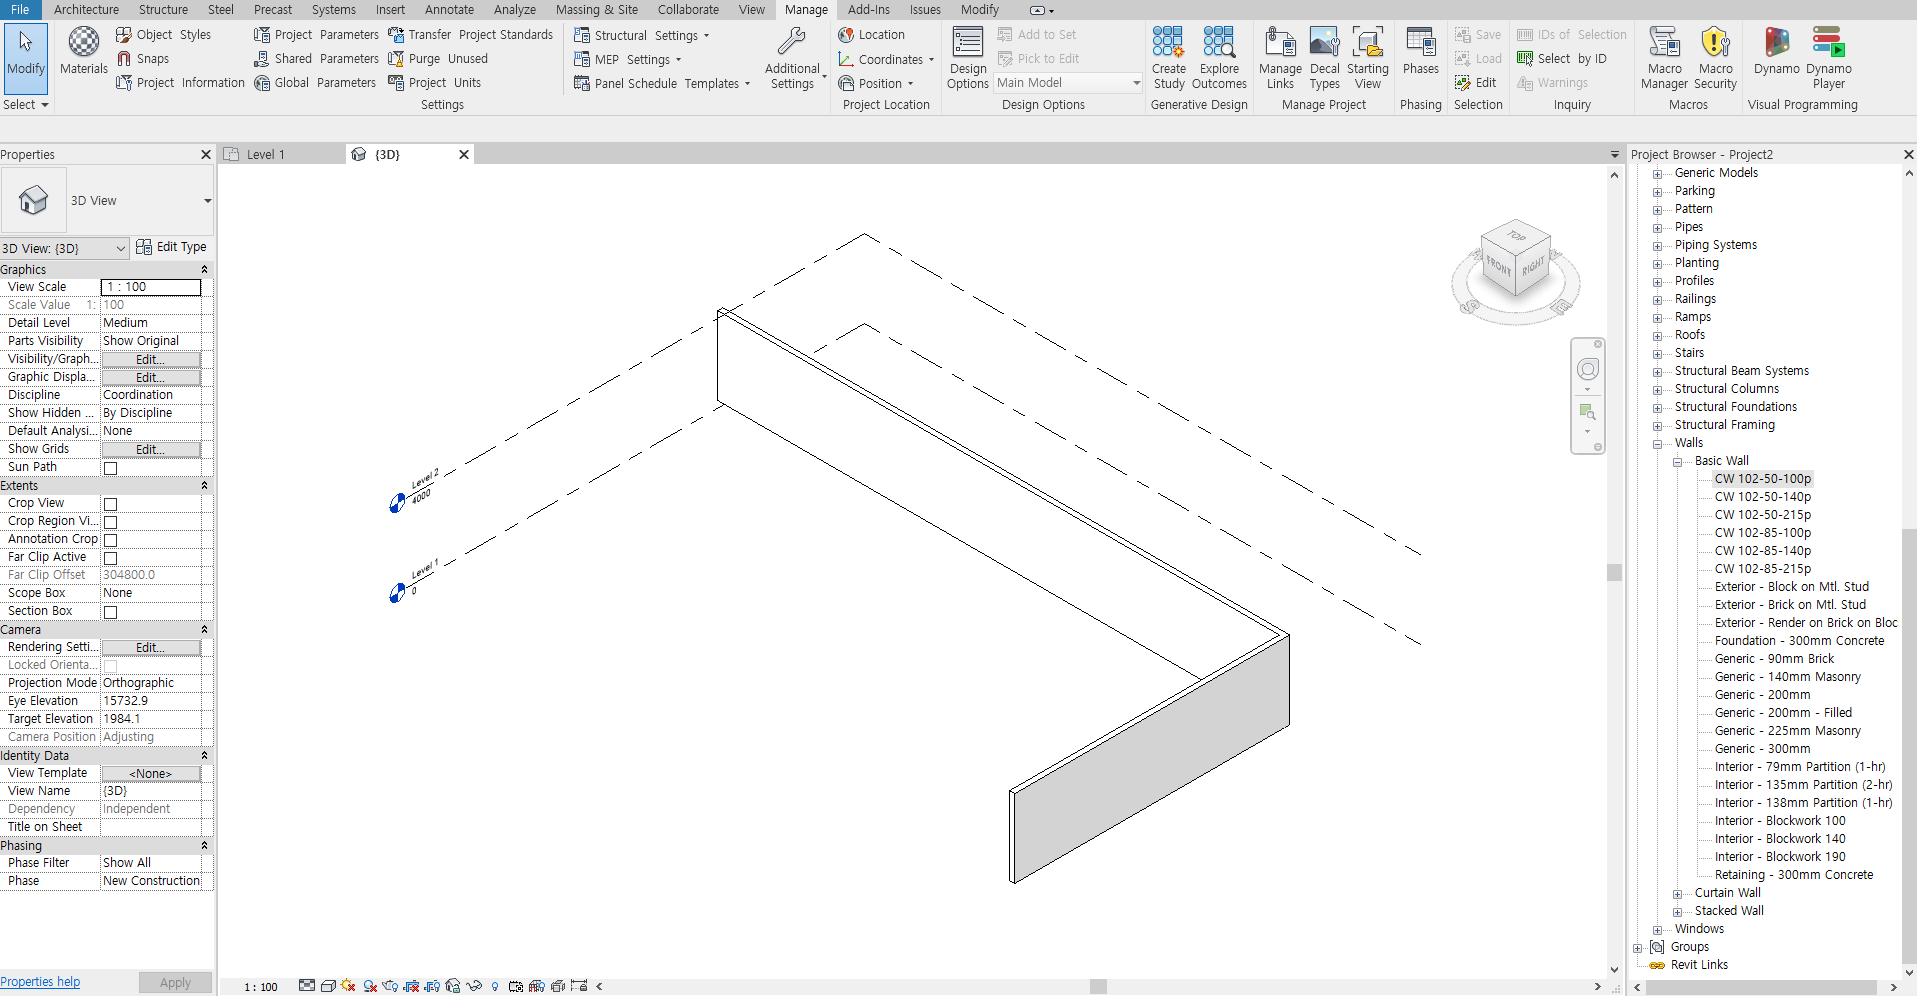 File Architecture Structure Steel Precast Systems Insert Annotate Analyze Massing & Site Collaborate View Manage Add-Ins Issues Modify
Modify
Select
Materials
Object Styles
Snaps
Project Information
Project Parameters
Shared Parameters
Global Parameters
Transfer Project Standards
Purge Unused
Project Units
Structural Settings
MEP Settings
Panel Schedule Templates
Additional
Settings
Settings
Location
Coordinates
Position
Project Location
Design
Options
Add to Set
Pick to Edit
Main Model
Design Options
Create
Study
Explore
Outcomes
Generative Design
Manage
Links
Decal
Types
Starting
View
Manage Project
Phases
Phasing
Save
Load
Edit
Selection
IDs of Selection
Select by ID
Warnings
Inquiry
Macro
Manager
Macro
Security
Macros
Dynamo
Dynamo
Player
Visual Programming
Properties
3D View
3D View: {3D}
Edit Type
Graphics
View Scale 1 : 100
Scale Value 1: 100
Detail Level Medium
Parts Visibility Show Original
Visibility/Graph... Edit...
Graphic Displa... Edit...
Discipline Coordination
Show Hidden ... By Discipline
Default Analysi... None
Show Grids Edit...
Sun Path
Extents
Crop View
Crop Region Vi...
Annotation Crop
Far Clip Active
Far Clip Offset 304800.0
Scope Box None
Section Box
Camera
Rendering Setti... Edit...
Locked Orienta...
Projection Mode Orthographic
Eye Elevation 15732.9
Target Elevation 1984.1
Camera Position Adjusting
Identity Data
View Template <None>
View Name {3D}
Dependency Independent
Title on Sheet
Phasing
Phase Filter Show All
Phase New Construction
Properties help
Apply
Level 1
{3D}
Level 2
4000
Level 1
0
TOP
FRONT
RIGHT
1 : 100
Project Browser - Project2
Generic Models
Parking
Pattern
Pipes
Piping Systems
Planting
Profiles
Railings
Ramps
Roofs
Stairs
Structural Beam Systems
Structural Columns
Structural Foundations
Structural Framing
Walls
Basic Wall
CW 102-50-100p
CW 102-50-140p
CW 102-50-215p
CW 102-85-100p
CW 102-85-140p
CW 102-85-215p
Exterior - Block on Mtl. Stud
Exterior - Brick on Mtl. Stud
Exterior - Render on Brick on Bloc
Foundation - 300mm Concrete
Generic - 90mm Brick
Generic - 140mm Masonry
Generic - 200mm
Generic - 200mm - Filled
Generic - 225mm Masonry
Generic - 300mm
Interior - 79mm Partition (1-hr)
Interior - 135mm Partition (2-hr)
Interior - 138mm Partition (1-hr)
Interior - Blockwork 100
Interior - Blockwork 140
Interior - Blockwork 190
Retaining - 300mm Concrete
Curtain Wall
Stacked Wall
Windows
Groups
Revit Links